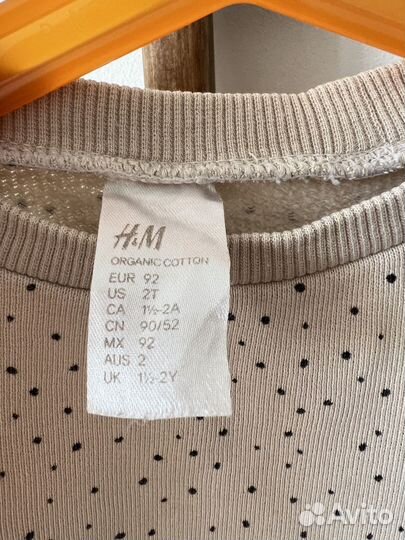 H&M
ORGANIC COTTON
EUR 92
US 2T
CA 1½-2A
CN 90/52
MX 92
AUS 2
UK 1½-2Y
Avito